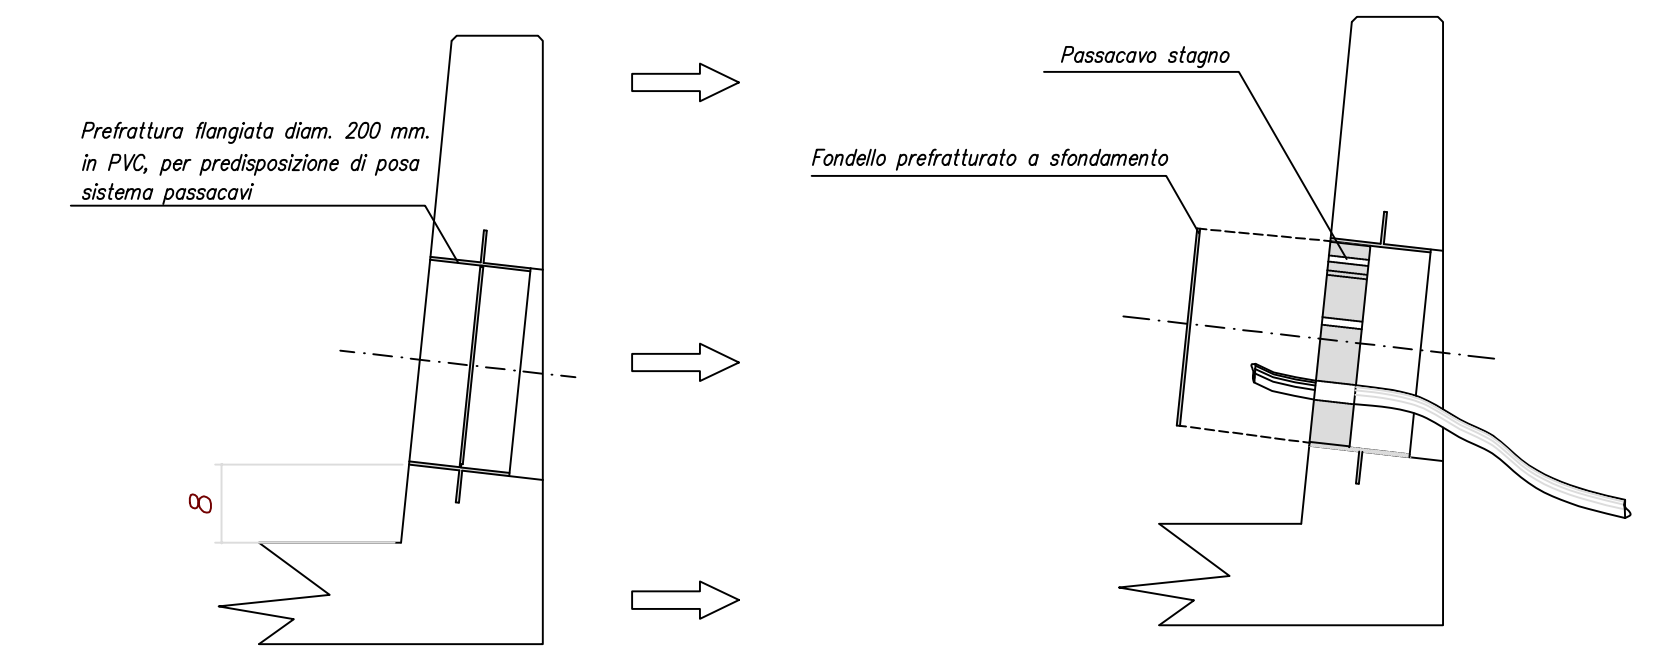 Prefrattura flangiata diam. 200 mm.
in PVC, per predisposizione di posa
sistema passacavi
8
Passacavo stagno
Fondello prefratturato a sfondamento